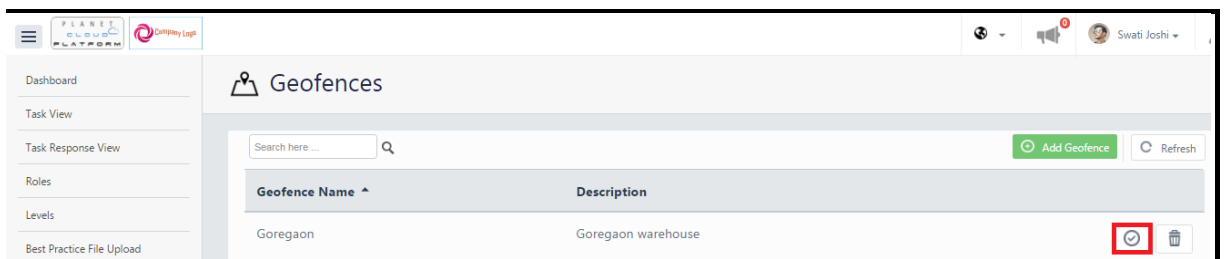 PLANET
CLOUD
PLATFORM
Company Logo
0
Swati Joshi
Dashboard
Geofences
Task View
Task Response View
Search here ...
Add Geofence
Refresh
Roles
Geofence Name
Description
Levels
Goregaon
Goregaon warehouse
Best Practice File Upload